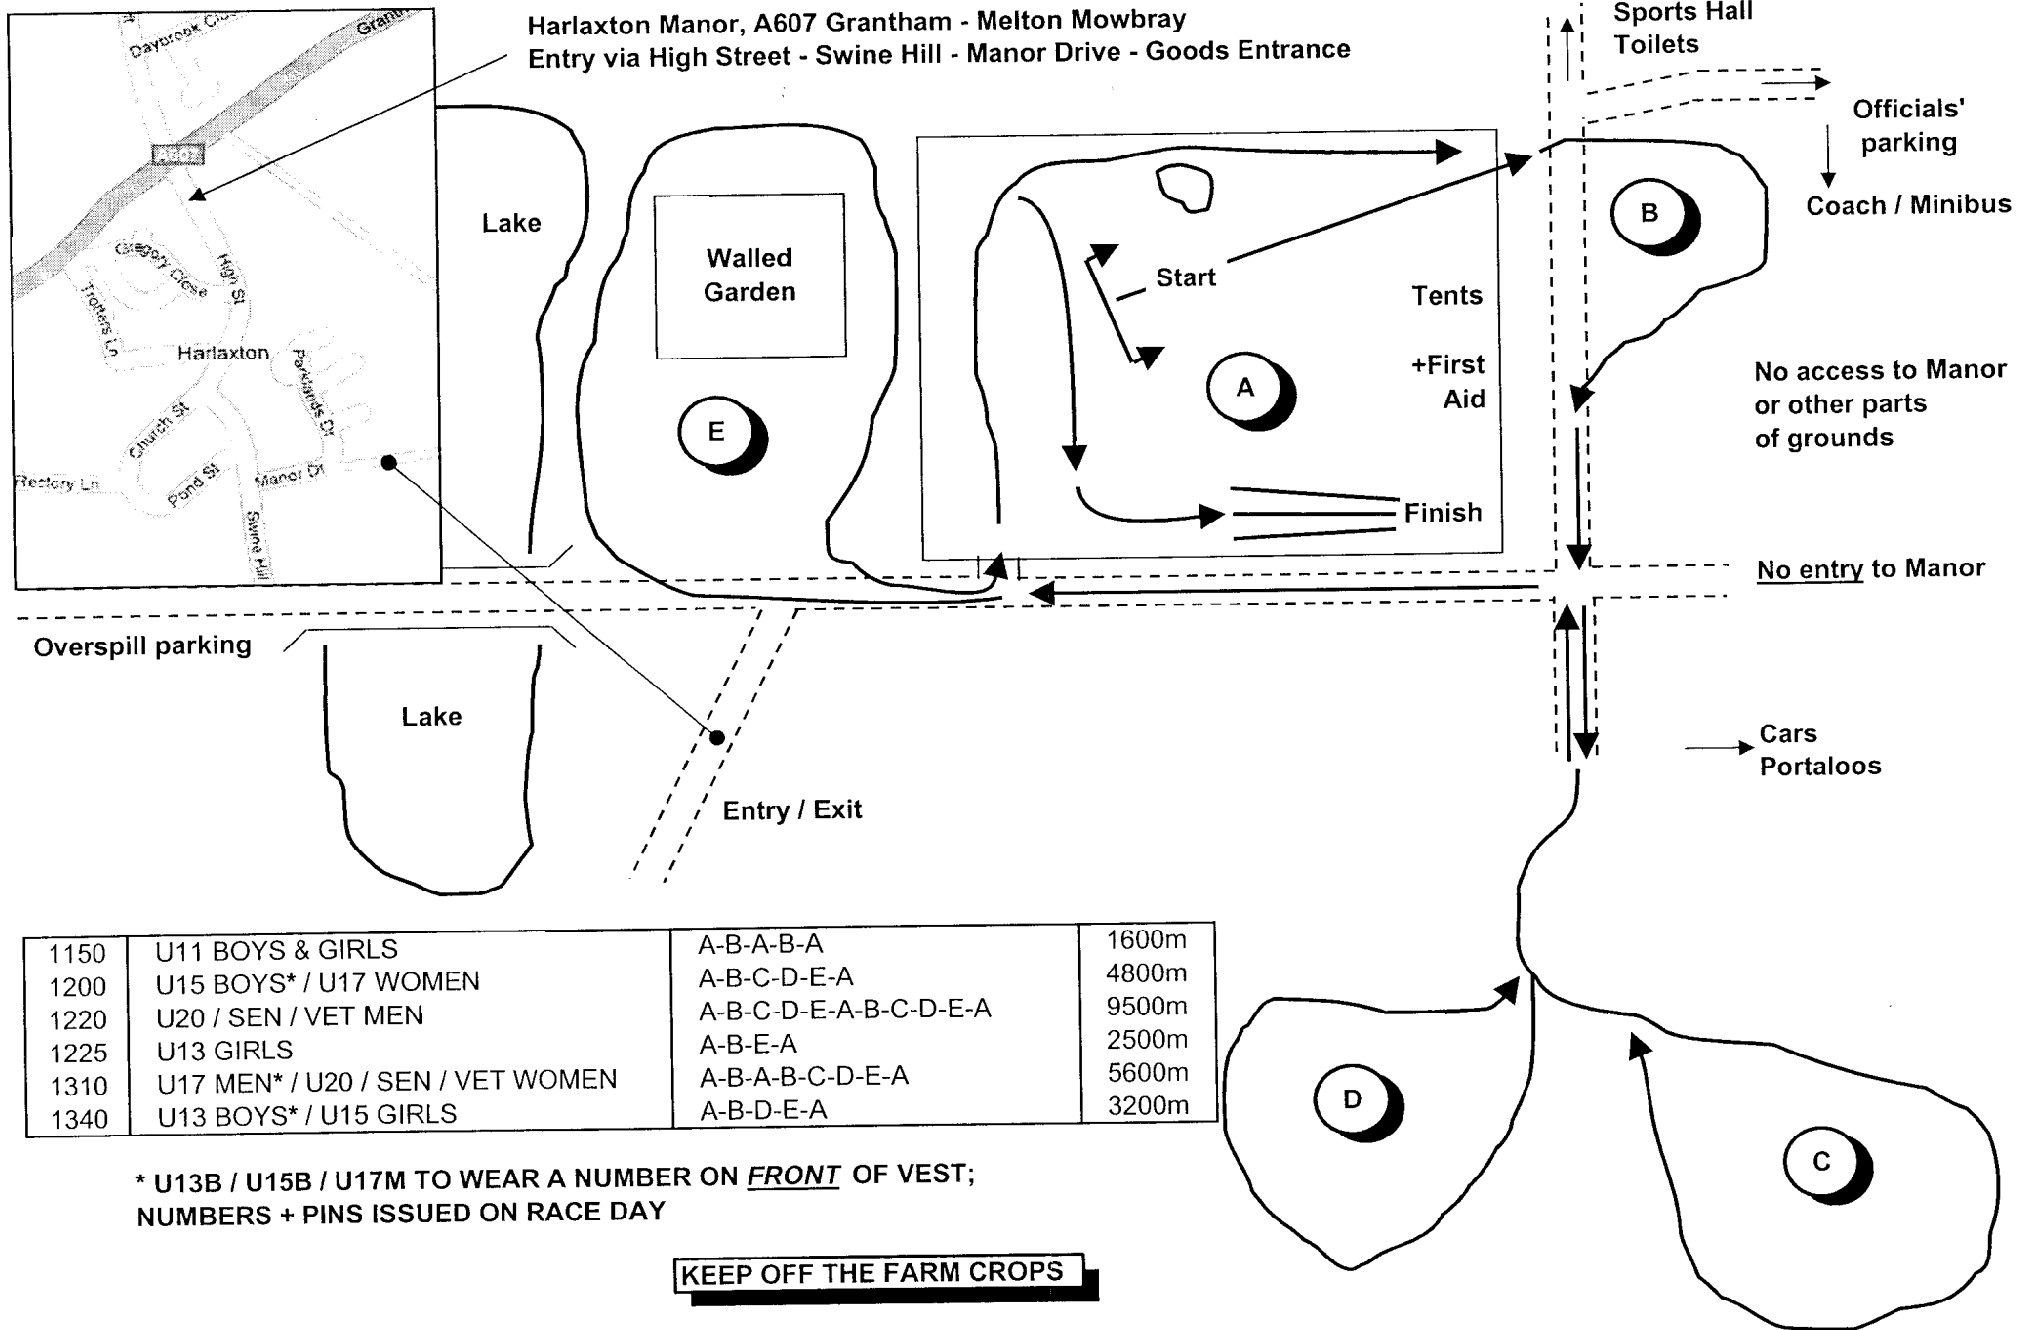 Harlaxton Manor, A607 Grantham - Melton Mowbray
Entry via High Street - Swine Hill - Manor Drive - Goods Entrance
Sports Hall
Toilets
Officials'
parking
Coach / Minibus
Daybrook
Gregory Close
High St
Trotters Ln
Harlaxton
Parklands Dr
Church St
Pond St
Manor Dr
Rectory Ln
Swine Hill
Lake
Walled
Garden
E
Start
A
Tents
+First
Aid
Finish
B
No access to Manor
or other parts
of grounds
No entry to Manor
Overspill parking
Lake
Entry / Exit
Cars
Portaloos
D
C
1150 U11 BOYS & GIRLS A-B-A-B-A 1600m
1200 U15 BOYS* / U17 WOMEN A-B-C-D-E-A 4800m
1220 U20 / SEN / VET MEN A-B-C-D-E-A-B-C-D-E-A 9500m
1225 U13 GIRLS A-B-E-A 2500m
1310 U17 MEN* / U20 / SEN / VET WOMEN A-B-A-B-C-D-E-A 5600m
1340 U13 BOYS* / U15 GIRLS A-B-D-E-A 3200m
* U13B / U15B / U17M TO WEAR A NUMBER ON FRONT OF VEST;
NUMBERS + PINS ISSUED ON RACE DAY
KEEP OFF THE FARM CROPS